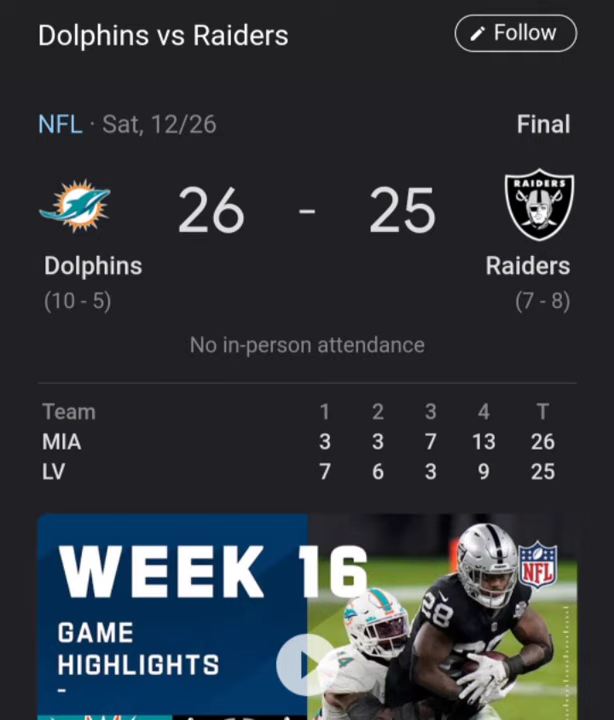 Dolphins vs Raiders
Follow
NFL · Sat, 12/26
Final
26 - 25
RAIDERS
Dolphins
Raiders
(10 - 5)
(7 - 8)
No in-person attendance
Team 1 2 3 4 T
MIA 3 3 7 13 26
LV 7 6 3 9 25
WEEK 16
NFL
GAME
HIGHLIGHTS
-
28